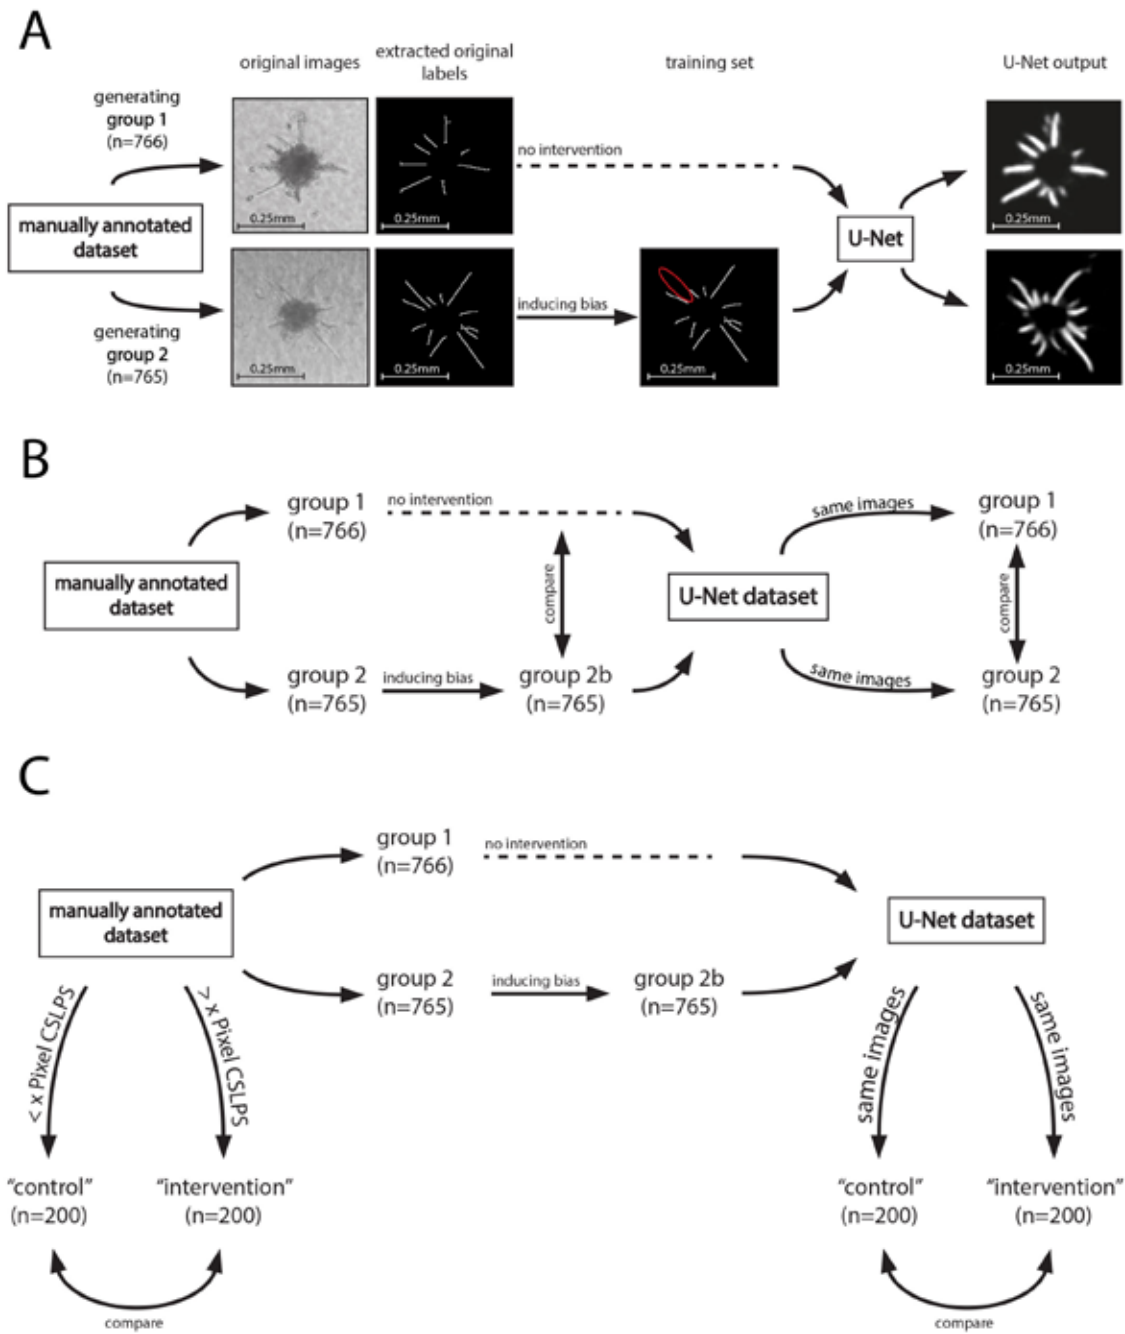 A
original images
extracted original
labels
training set
U-Net output
generating
group 1
(n=766)
no intervention
0.25mm
0.25mm
0.25mm
manually annotated
dataset
U-Net
generating
group 2
(n=765)
inducing bias
0.25mm
0.25mm
0.25mm
0.25mm
B
group 1
(n=766)
no intervention
same images
group 1
(n=766)
manually annotated
dataset
compare
U-Net dataset
compare
group 2
(n=765)
inducing bias
group 2b
(n=765)
same images
group 2
(n=765)
C
group 1
(n=766)
no intervention
manually annotated
dataset
U-Net dataset
group 2
(n=765)
inducing bias
group 2b
(n=765)
< x Pixel CSLPS
> x Pixel CSLPS
same images
same images
"control"
(n=200)
"intervention"
(n=200)
"control"
(n=200)
"intervention"
(n=200)
compare
compare